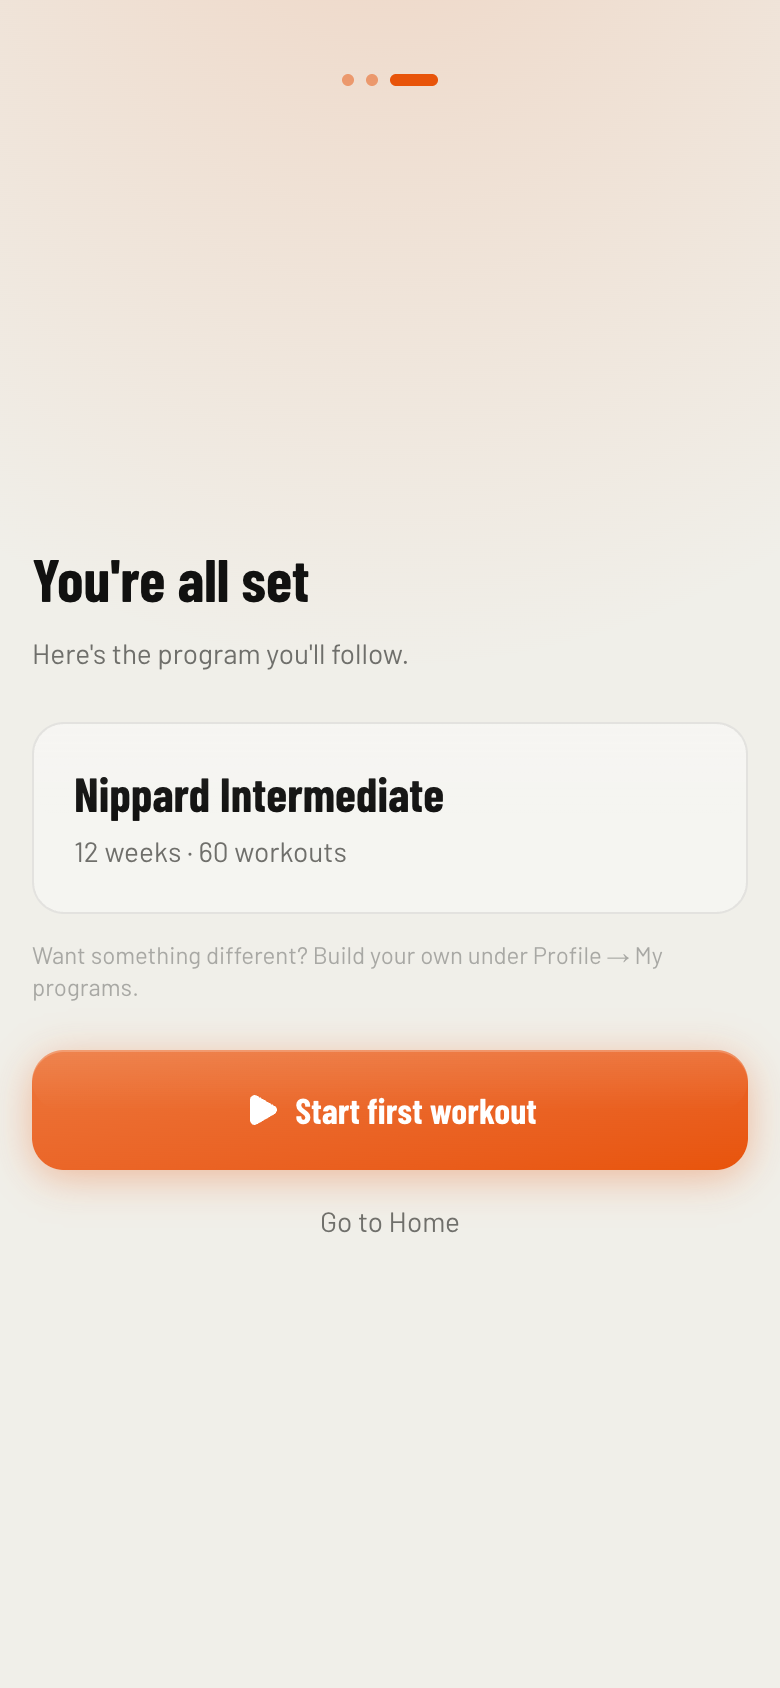 You're all set
Here's the program you'll follow.
Nippard Intermediate
12 weeks · 60 workouts
Want something different? Build your own under Profile → My
programs.
Start first workout
Go to Home